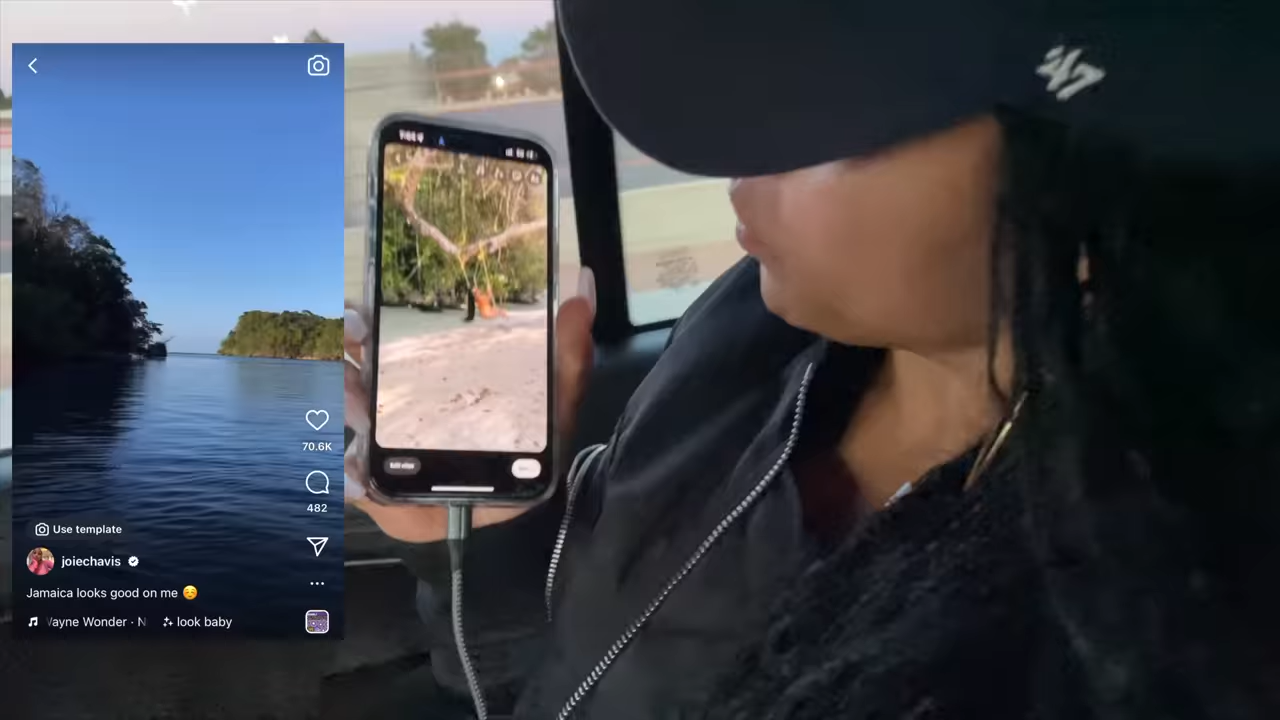 70.6K
482
Use template
joiechavis
Jamaica looks good on me
Vayne Wonder · N
look baby
47